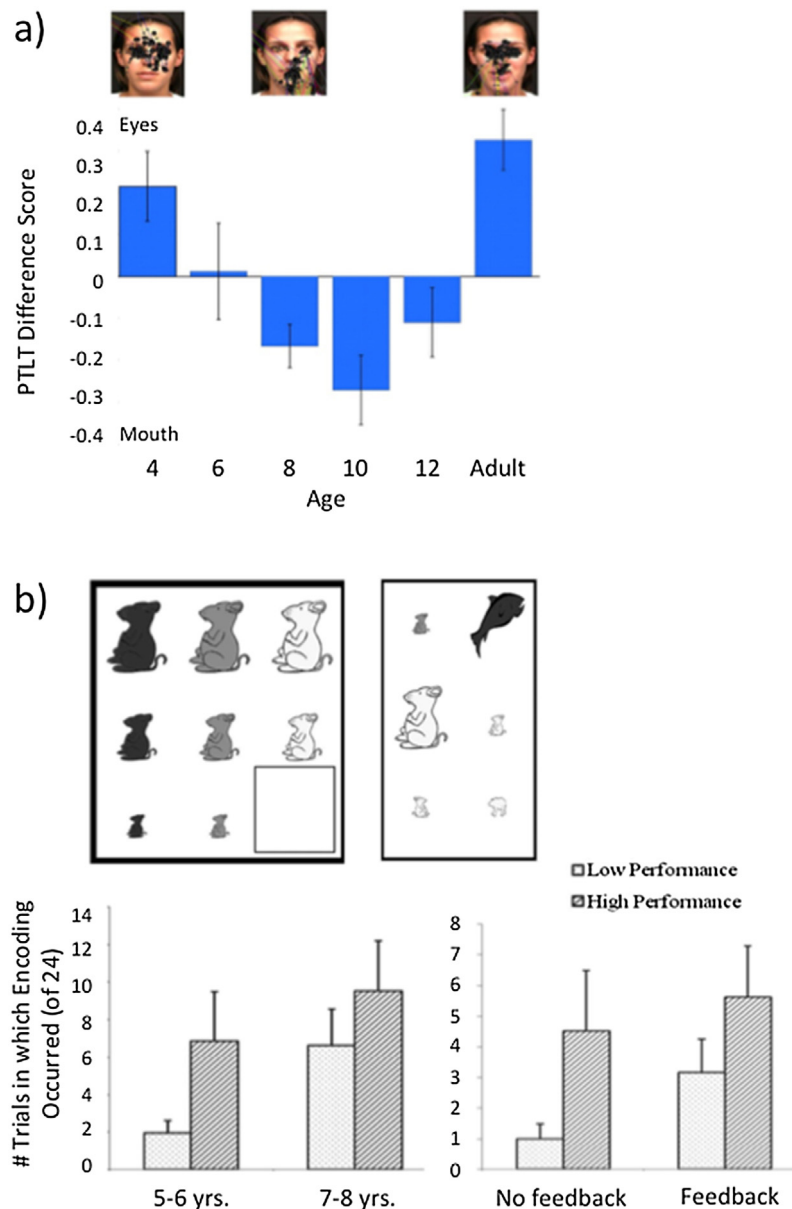 a)
Eyes
0.4
0.3
0.2
0.1
0
-0.1
-0.2
-0.3
-0.4
PTLT Difference Score
Mouth
4 6 8 10 12 Adult
Age
b)
Low Performance
High Performance
# Trials in which Encoding
Occurred (of 24)
14
12
10
8
6
4
2
0
5-6 yrs. 7-8 yrs.
8
7
6
5
4
3
2
1
0
No feedback Feedback